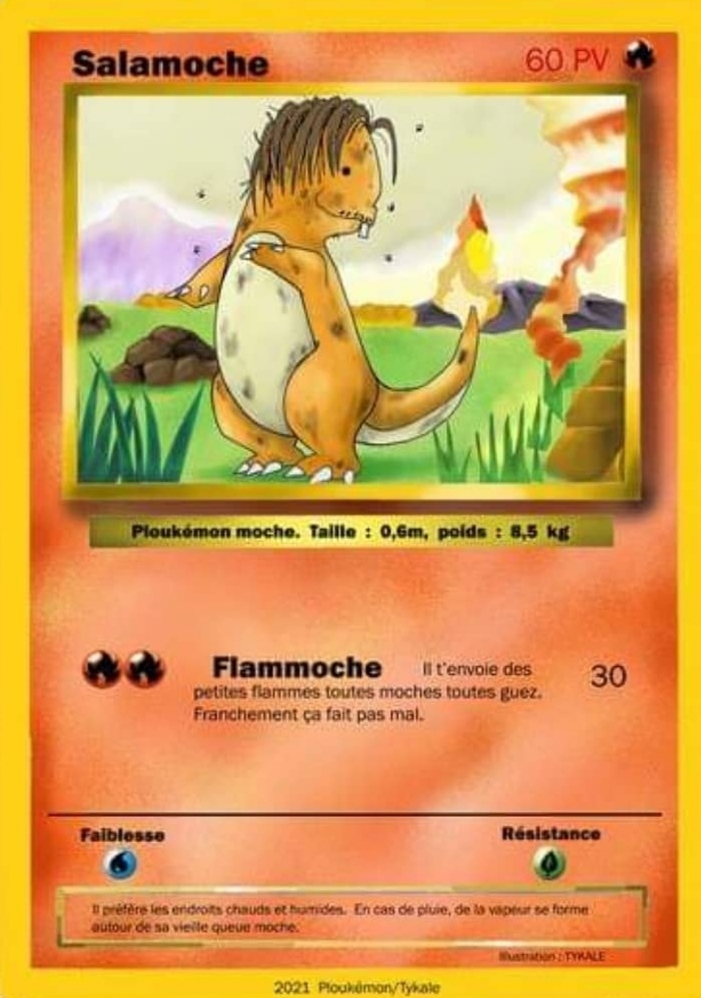 Salamoche 60 PV
Ploukémon moche. Taille : 0,6m, poids : 8,5 kg
Flammoche Il t'envoie des
petites flammes toutes moches toutes guez.
Franchement ça fait pas mal.
30
Faiblesse Résistance
Il préfère les endroits chauds et humides. En cas de pluie, de la vapeur se forme
autour de sa vieille queue moche.
Illustration : TYKALE
2021 Ploukémon/Tykale